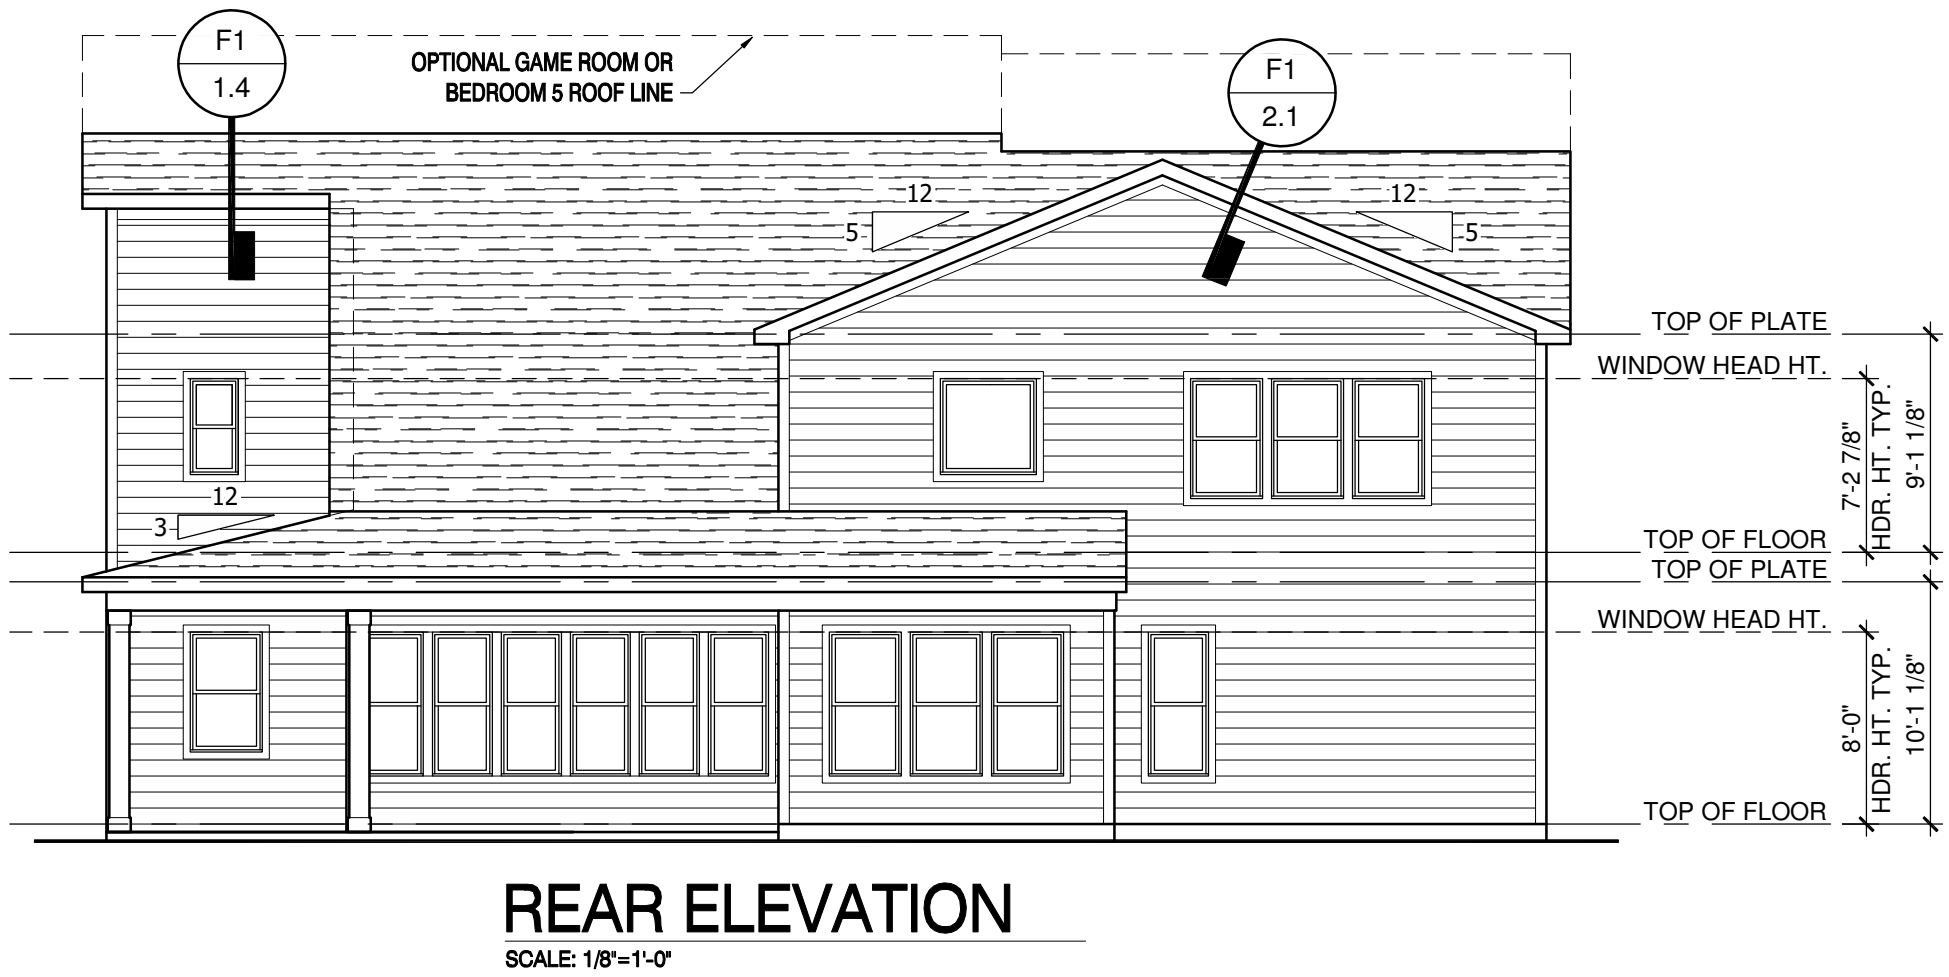 F1
1.4
OPTIONAL GAME ROOM OR
BEDROOM 5 ROOF LINE
F1
2.1
12
5
12
5
TOP OF PLATE
WINDOW HEAD HT.
7'-2 7/8"
HDR. HT. TYP.
9'-1 1/8"
12
3
TOP OF FLOOR
TOP OF PLATE
WINDOW HEAD HT.
8'-0"
HDR. HT. TYP.
10'-1 1/8"
TOP OF FLOOR
REAR ELEVATION
SCALE: 1/8"=1'-0"